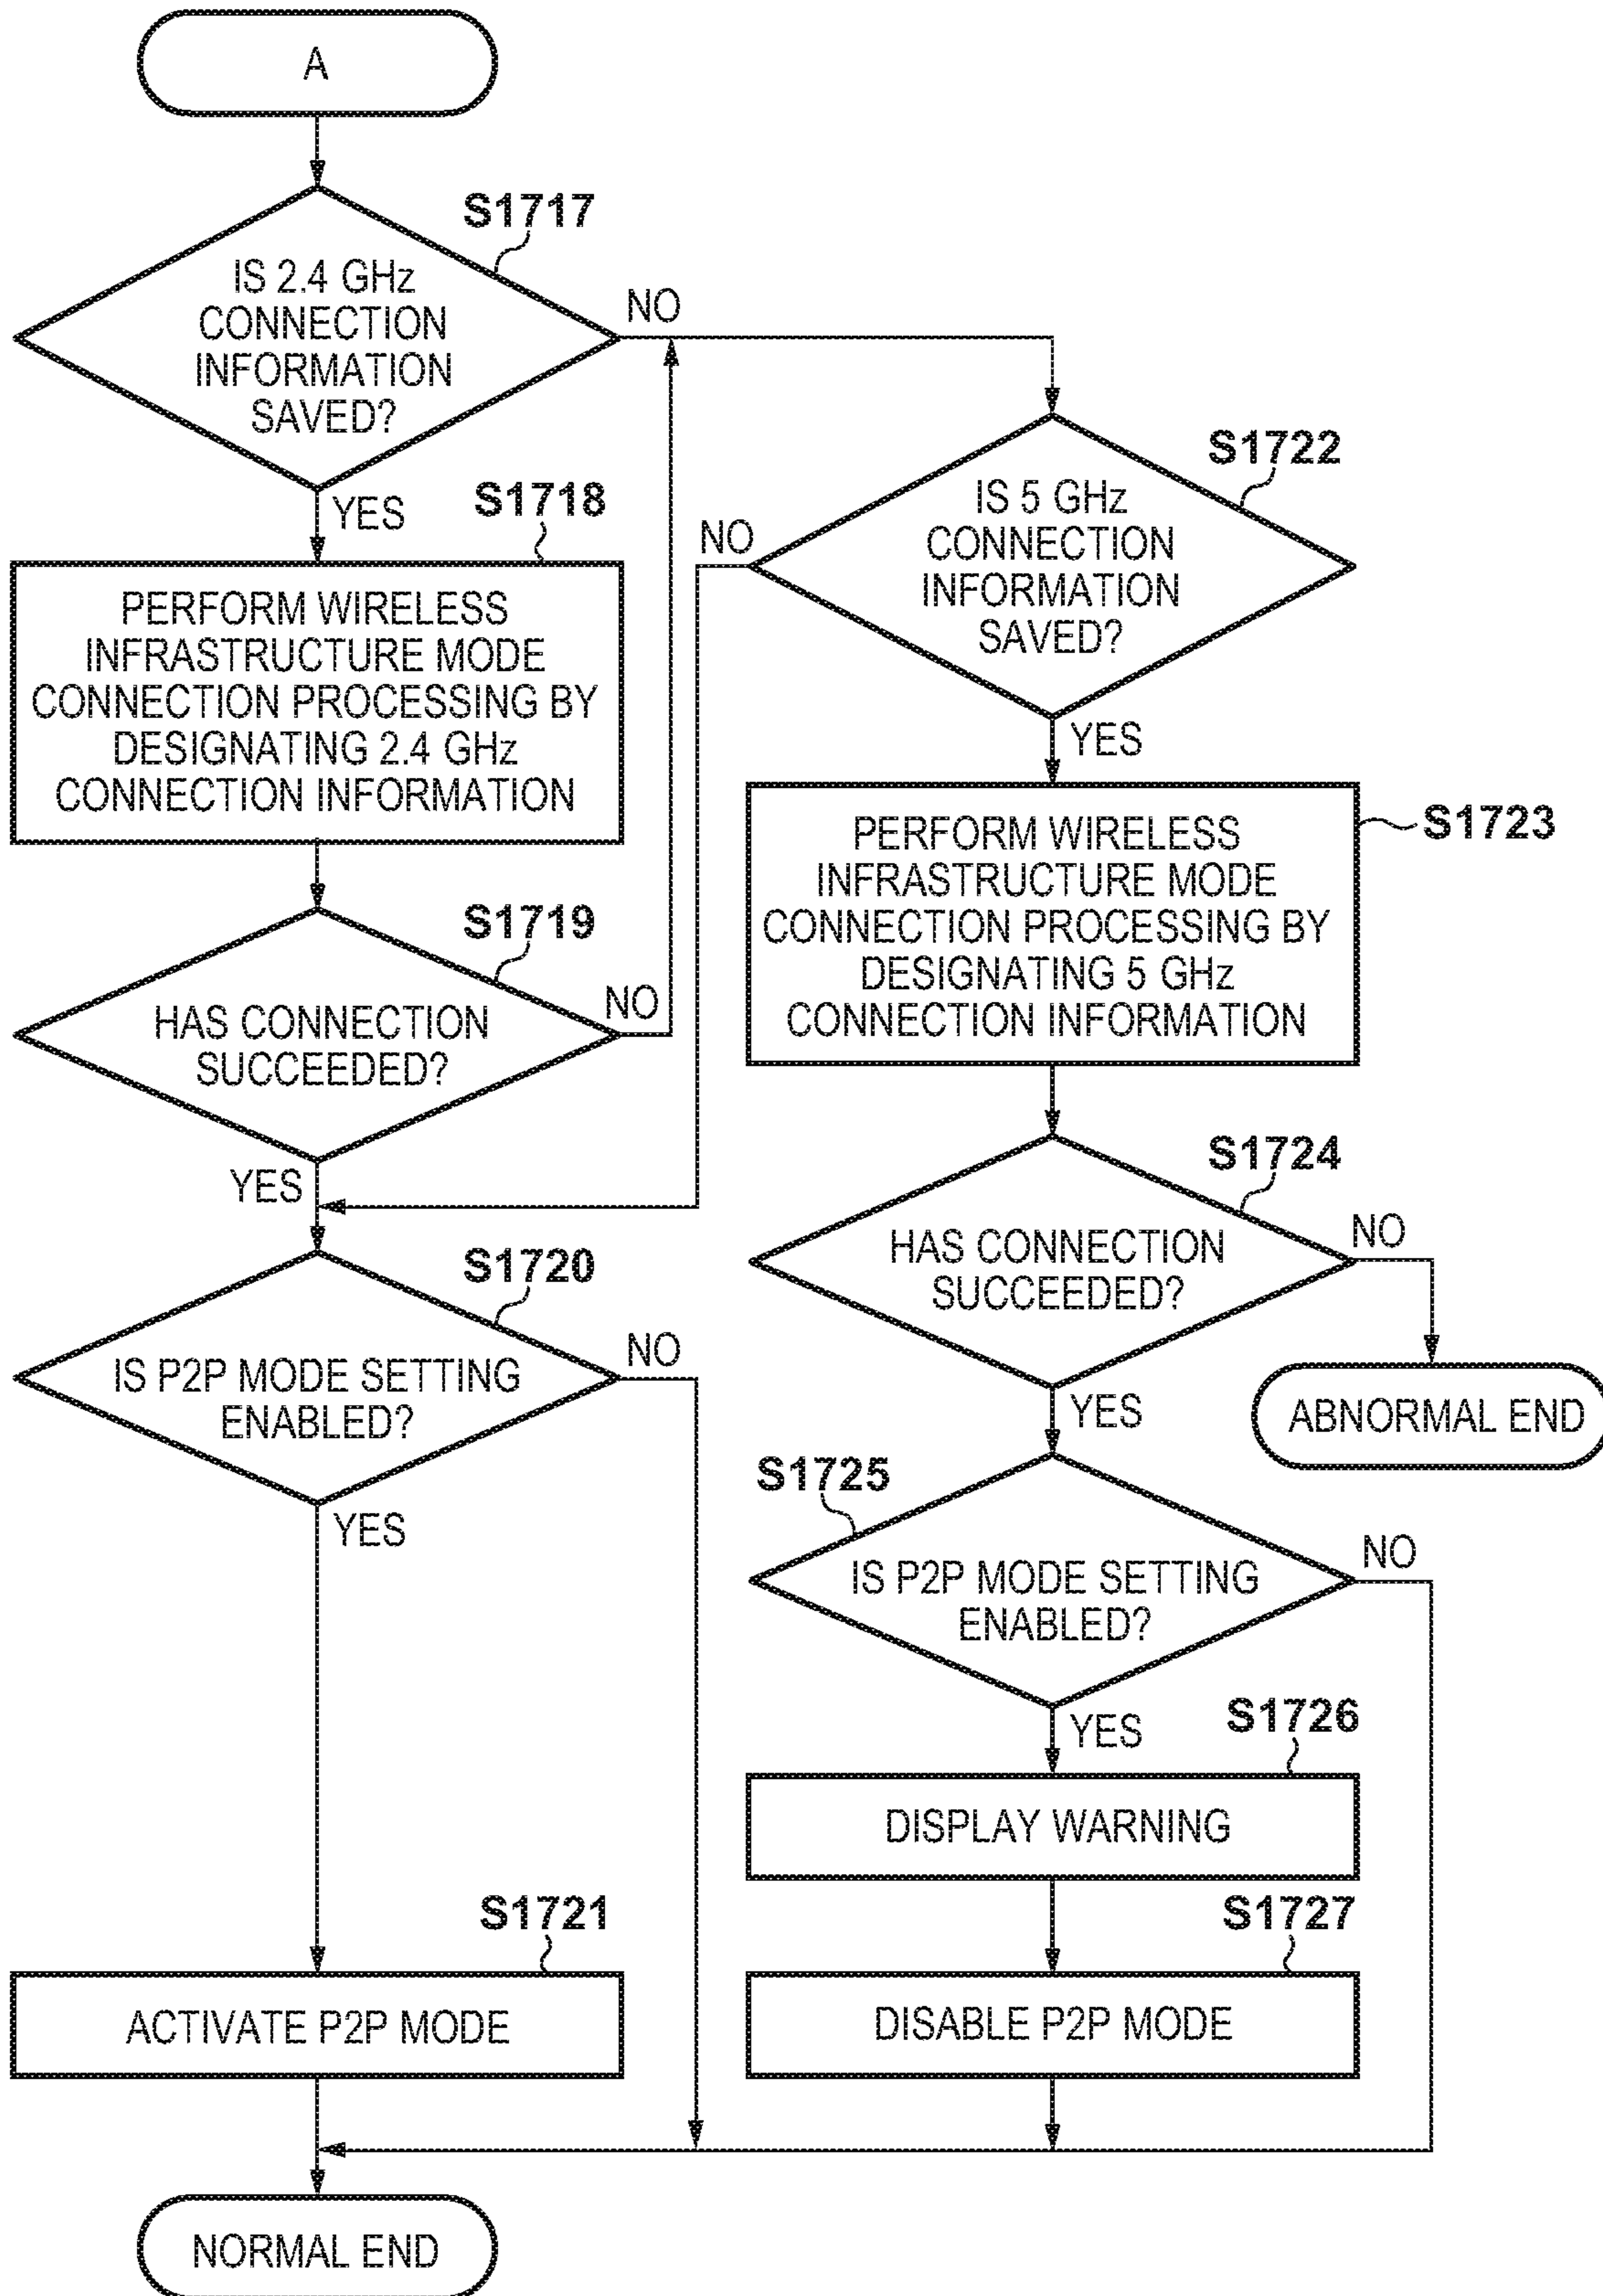 A
S1717
IS 2.4 GHz
CONNECTION
INFORMATION
SAVED?
NO
YES
S1718
PERFORM WIRELESS
INFRASTRUCTURE MODE
CONNECTION PROCESSING BY
DESIGNATING 2.4 GHz
CONNECTION INFORMATION
S1719
HAS CONNECTION
SUCCEEDED?
NO
YES
S1720
IS P2P MODE SETTING
ENABLED?
NO
YES
S1721
ACTIVATE P2P MODE
NORMAL END
S1722
IS 5 GHz
CONNECTION
INFORMATION
SAVED?
NO
YES
S1723
PERFORM WIRELESS
INFRASTRUCTURE MODE
CONNECTION PROCESSING BY
DESIGNATING 5 GHz
CONNECTION INFORMATION
S1724
HAS CONNECTION
SUCCEEDED?
NO
ABNORMAL END
YES
S1725
IS P2P MODE SETTING
ENABLED?
NO
YES
S1726
DISPLAY WARNING
S1727
DISABLE P2P MODE